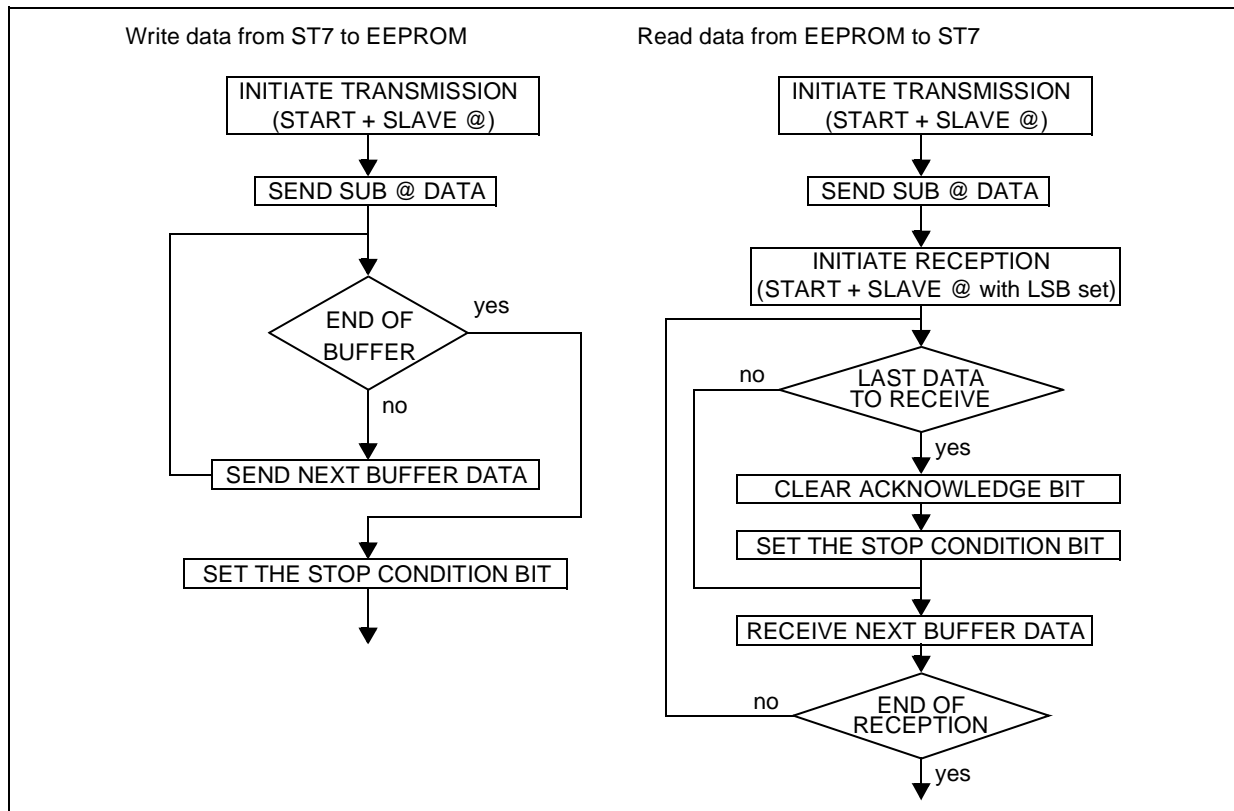 Write data from ST7 to EEPROM
INITIATE TRANSMISSION
(START + SLAVE @)
SEND SUB @ DATA
END OF
BUFFER
yes
no
SEND NEXT BUFFER DATA
SET THE STOP CONDITION BIT
Read data from EEPROM to ST7
INITIATE TRANSMISSION
(START + SLAVE @)
SEND SUB @ DATA
INITIATE RECEPTION
(START + SLAVE @ with LSB set)
no
LAST DATA
TO RECEIVE
yes
CLEAR ACKNOWLEDGE BIT
SET THE STOP CONDITION BIT
RECEIVE NEXT BUFFER DATA
no
END OF
RECEPTION
yes